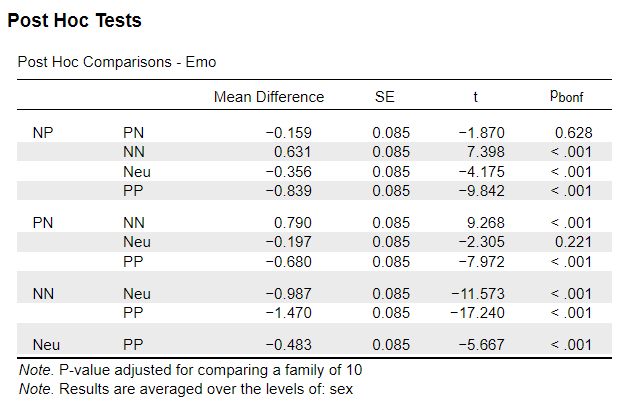 Post Hoc Tests
Post Hoc Comparisons - Emo
Mean Difference SE t pbonf
NP PN −0.159 0.085 −1.870 0.628
NN 0.631 0.085 7.398 < .001
Neu −0.356 0.085 −4.175 < .001
PP −0.839 0.085 −9.842 < .001
PN NN 0.790 0.085 9.268 < .001
Neu −0.197 0.085 −2.305 0.221
PP −0.680 0.085 −7.972 < .001
NN Neu −0.987 0.085 −11.573 < .001
PP −1.470 0.085 −17.240 < .001
Neu PP −0.483 0.085 −5.667 < .001
Note. P-value adjusted for comparing a family of 10
Note. Results are averaged over the levels of: sex